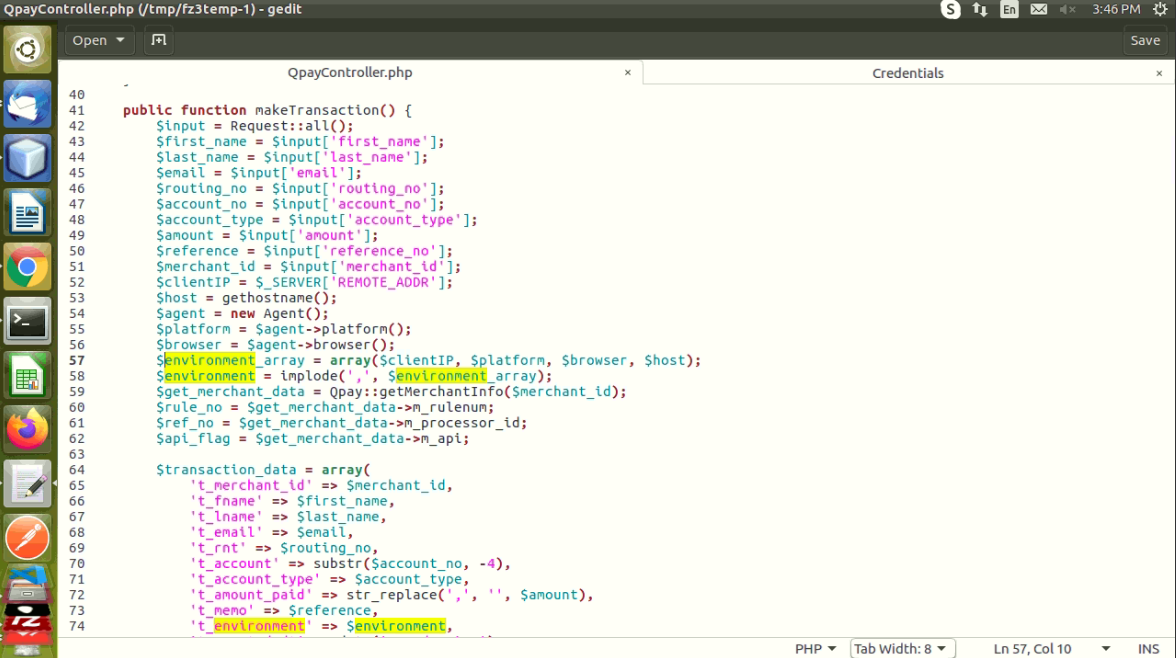 QpayController.php (/tmp/fz3temp-1) - gedit
S En 3:46 PM
Open Save
QpayController.php × Credentials ×
40
41 public function makeTransaction() {
42 $input = Request::all();
43 $first_name = $input['first_name'];
44 $last_name = $input['last_name'];
45 $email = $input['email'];
46 $routing_no = $input['routing_no'];
47 $account_no = $input['account_no'];
48 $account_type = $input['account_type'];
49 $amount = $input['amount'];
50 $reference = $input['reference_no'];
51 $merchant_id = $input['merchant_id'];
52 $clientIP = $_SERVER['REMOTE_ADDR'];
53 $host = gethostname();
54 $agent = new Agent();
55 $platform = $agent->platform();
56 $browser = $agent->browser();
57 $environment_array = array($clientIP, $platform, $browser, $host);
58 $environment = implode(',', $environment_array);
59 $get_merchant_data = Qpay::getMerchantInfo($merchant_id);
60 $rule_no = $get_merchant_data->m_rulenum;
61 $ref_no = $get_merchant_data->m_processor_id;
62 $api_flag = $get_merchant_data->m_api;
63
64 $transaction_data = array(
65 't_merchant_id' => $merchant_id,
66 't_fname' => $first_name,
67 't_lname' => $last_name,
68 't_email' => $email,
69 't_rnt' => $routing_no,
70 't_account' => substr($account_no, -4),
71 't_account_type' => $account_type,
72 't_amount_paid' => str_replace(',', '', $amount),
73 't_memo' => $reference,
74 't_environment' => $environment,
PHP Tab Width: 8 Ln 57, Col 10 INS